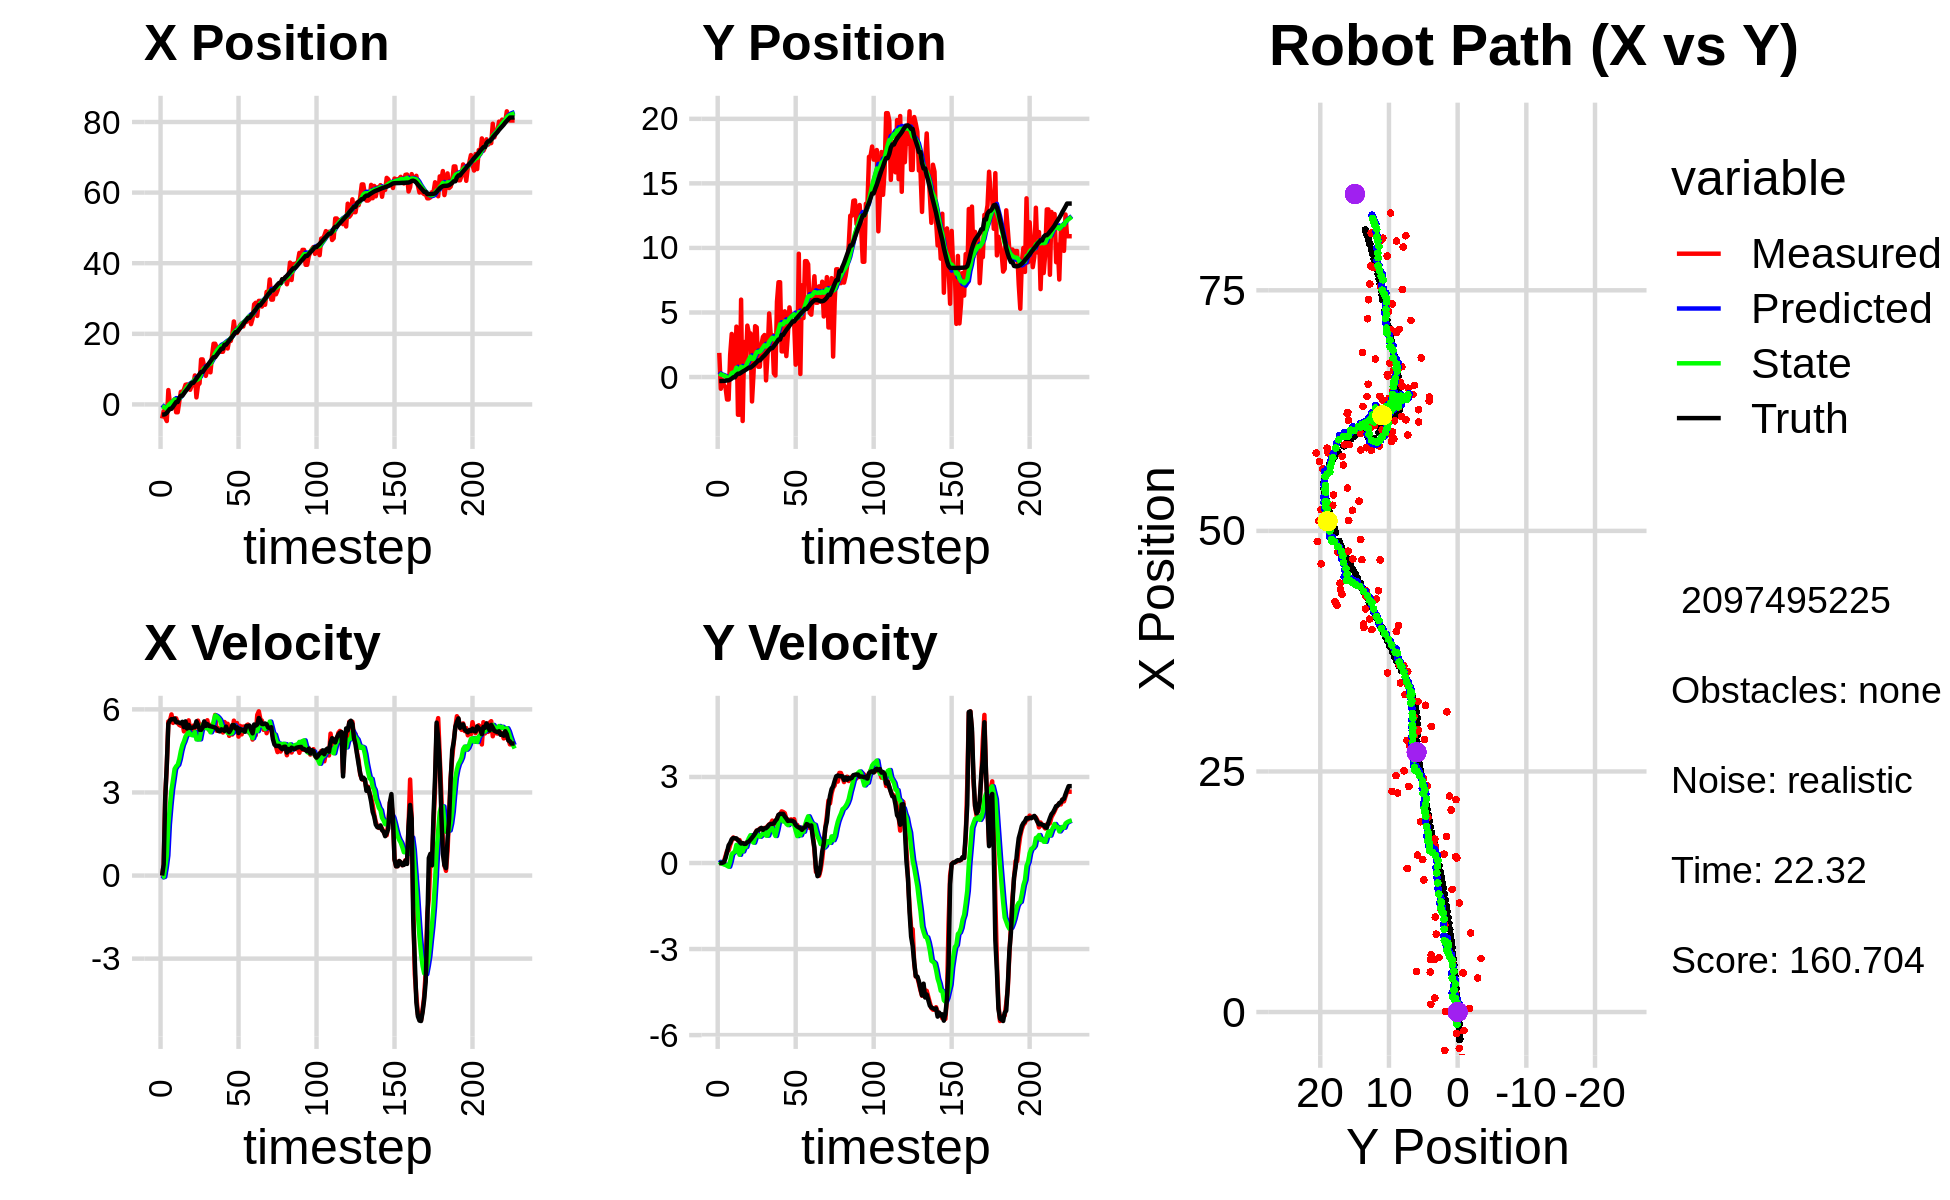 X Position
80
60
40
20
0
0
50
100
150
200
timestep
Y Position
20
15
10
5
0
0
50
100
150
200
timestep
X Velocity
6
3
0
-3
0
50
100
150
200
timestep
Y Velocity
3
0
-3
-6
0
50
100
150
200
timestep
Robot Path (X vs Y)
X Position
75
50
25
0
20 10 0 -10 -20
Y Position
variable
Measured
Predicted
State
Truth
2097495225
Obstacles: none
Noise: realistic
Time: 22.32
Score: 160.704